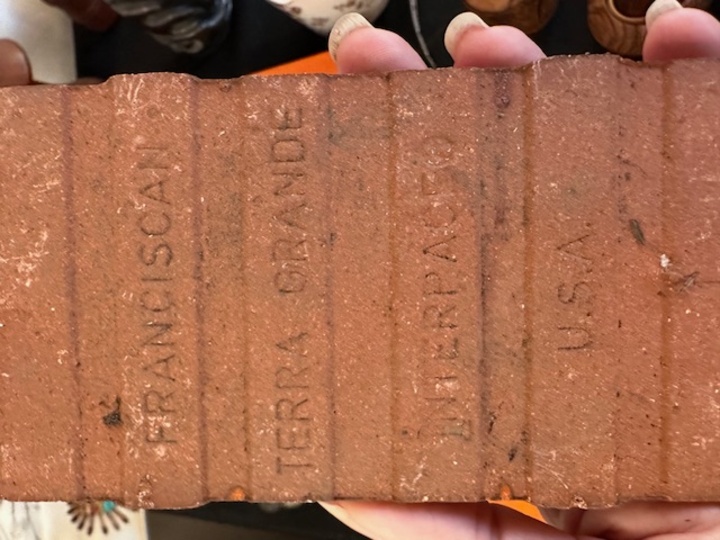 FRANCISCAN
TERRA GRANDE
INTERPACE
U.S.A.